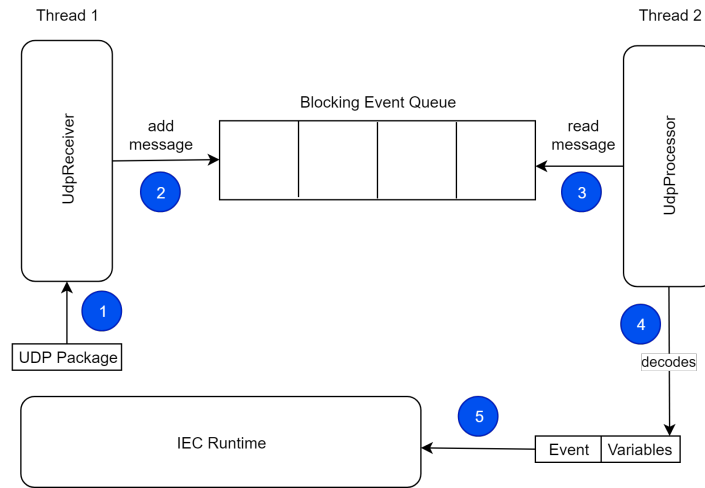 Thread 1
Thread 2
Blocking Event Queue
UdpReceiver
add
message
read
message
UdpProcessor
2
3
1
4
UDP Package
decodes
5
IEC Runtime
Event
Variables